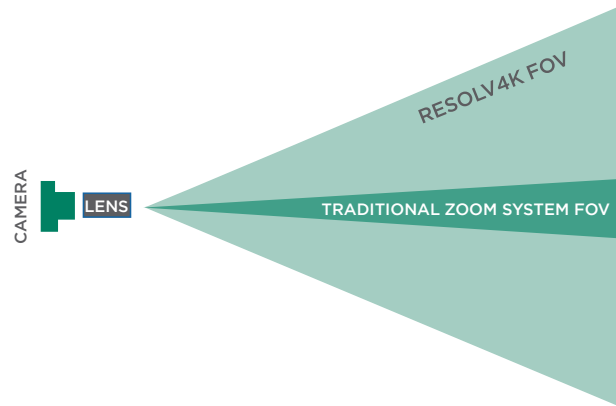 CAMERA
LENS
RESOLV4K FOV
TRADITIONAL ZOOM SYSTEM FOV